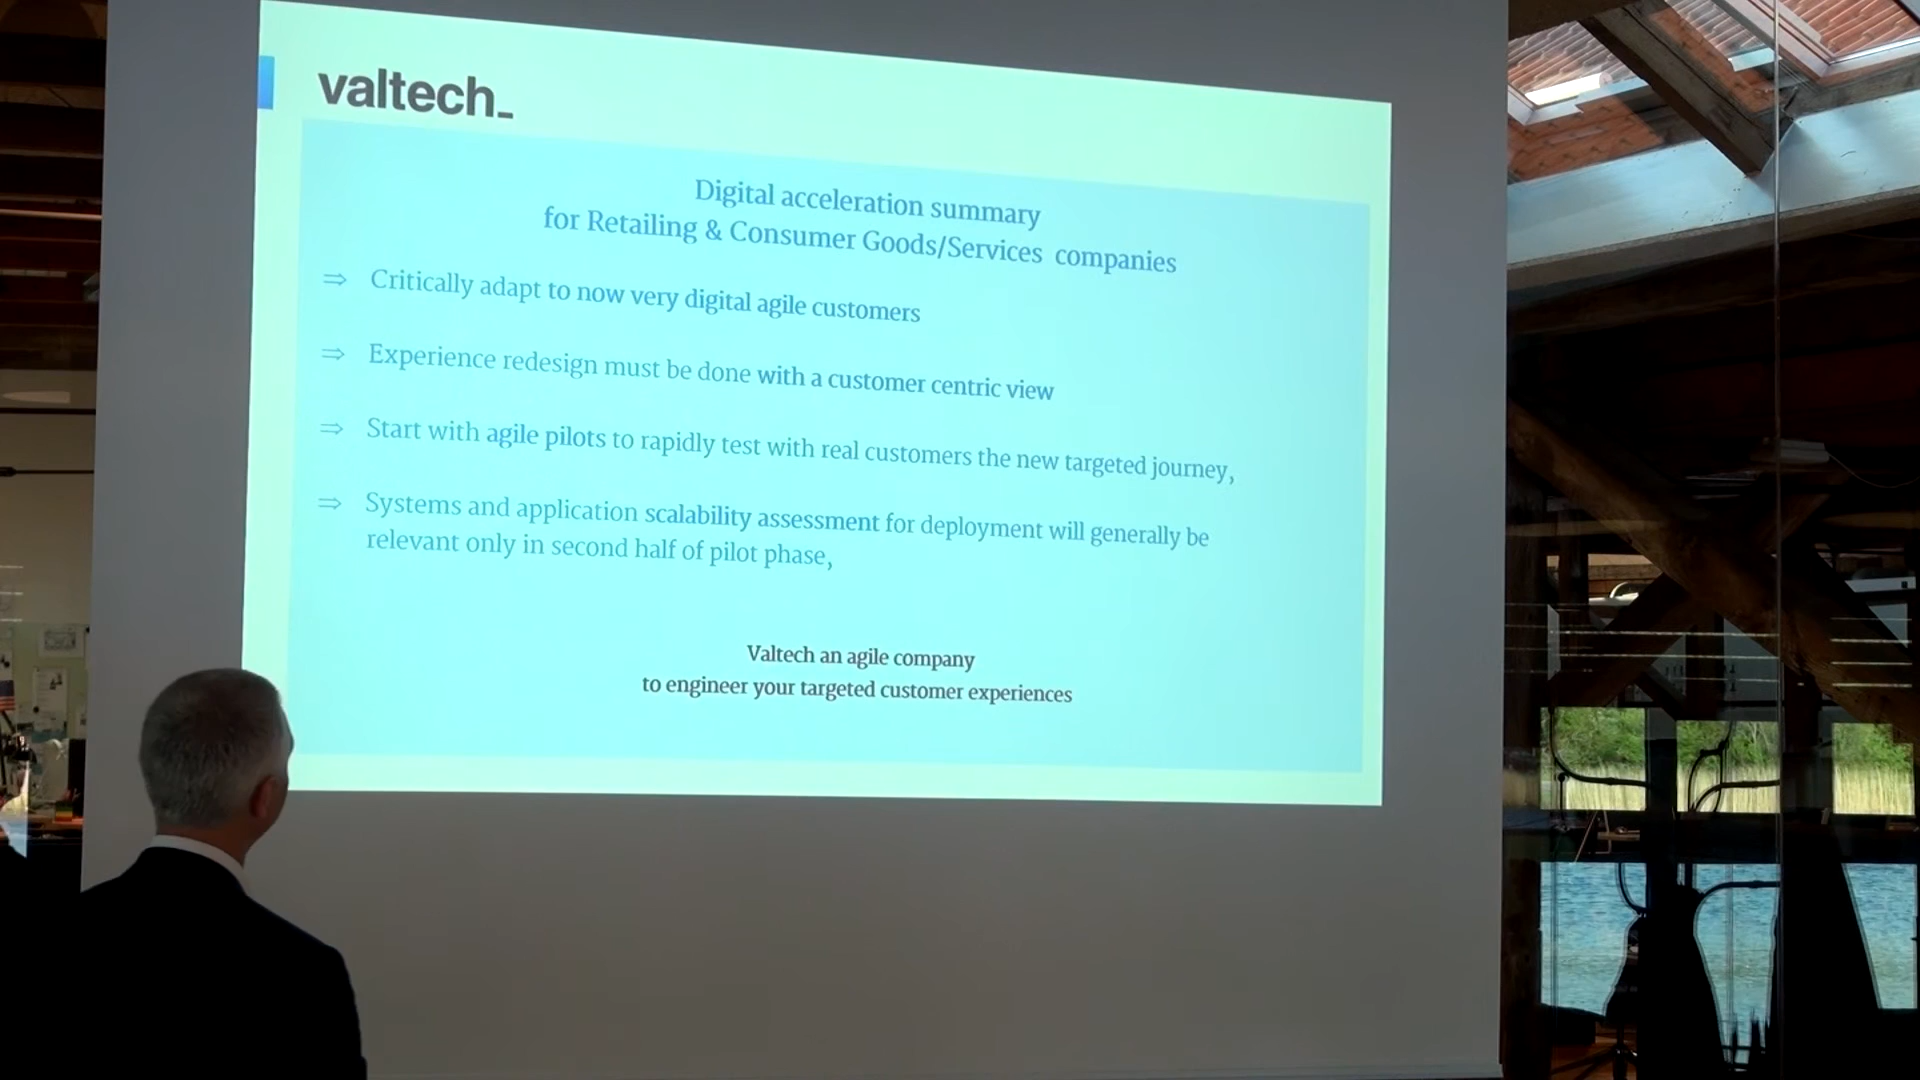 valtech_
Digital acceleration summary
for Retailing & Consumer Goods/Services companies
⇒ Critically adapt to now very digital agile customers
⇒ Experience redesign must be done with a customer centric view
⇒ Start with agile pilots to rapidly test with real customers the new targeted journey,
⇒ Systems and application scalability assessment for deployment will generally be
relevant only in second half of pilot phase,
Valtech an agile company
to engineer your targeted customer experiences